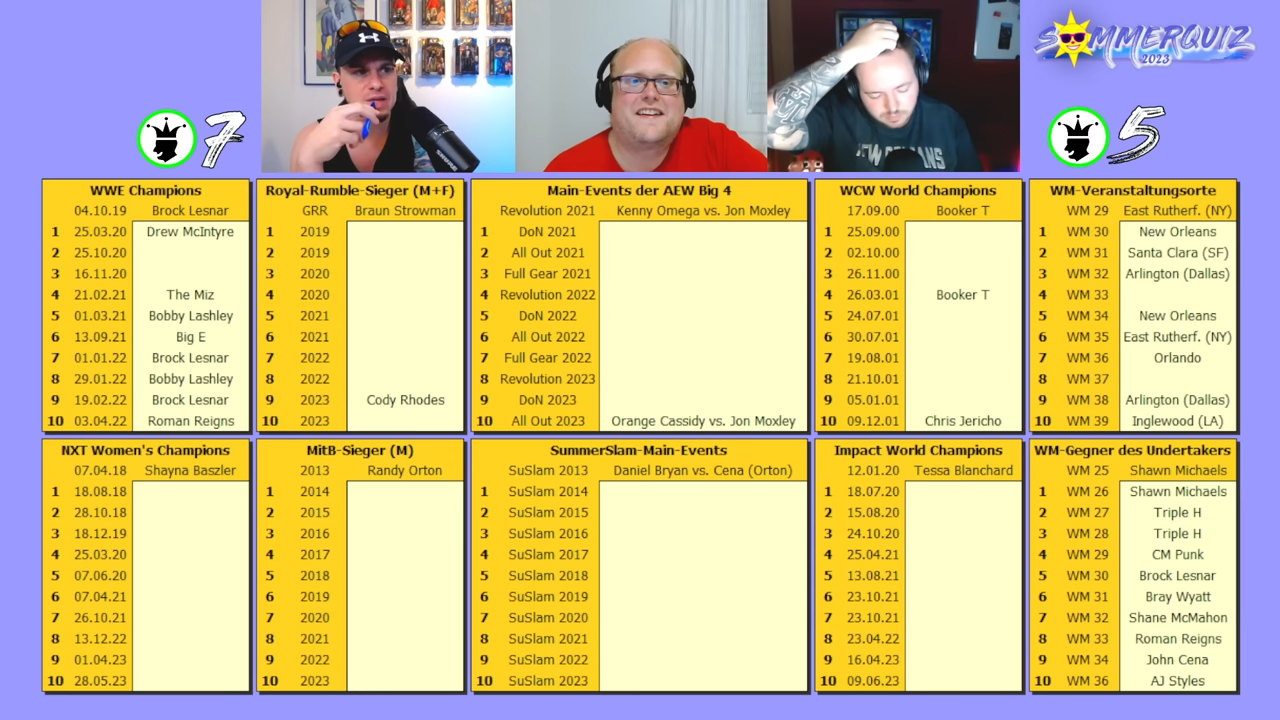 SOMMERQUIZ
2023
7
5
NEW ORLEANS
WWE Champions
04.10.19 Brock Lesnar
1 25.03.20 Drew McIntyre
2 25.10.20
3 16.11.20
4 21.02.21 The Miz
5 01.03.21 Bobby Lashley
6 13.09.21 Big E
7 01.01.22 Brock Lesnar
8 29.01.22 Bobby Lashley
9 19.02.22 Brock Lesnar
10 03.04.22 Roman Reigns
Royal-Rumble-Sieger (M+F)
GRR Braun Strowman
1 2019
2 2019
3 2020
4 2020
5 2021
6 2021
7 2022
8 2022
9 2023 Cody Rhodes
10 2023
Main-Events der AEW Big 4
Revolution 2021 Kenny Omega vs. Jon Moxley
1 DoN 2021
2 All Out 2021
3 Full Gear 2021
4 Revolution 2022
5 DoN 2022
6 All Out 2022
7 Full Gear 2022
8 Revolution 2023
9 DoN 2023
10 All Out 2023 Orange Cassidy vs. Jon Moxley
WCW World Champions
17.09.00 Booker T
1 25.09.00
2 02.10.00
3 26.11.00
4 26.03.01 Booker T
5 24.07.01
6 30.07.01
7 19.08.01
8 21.10.01
9 05.01.01
10 09.12.01 Chris Jericho
WM-Veranstaltungsorte
WM 29 East Rutherf. (NY)
1 WM 30 New Orleans
2 WM 31 Santa Clara (SF)
3 WM 32 Arlington (Dallas)
4 WM 33
5 WM 34 New Orleans
6 WM 35 East Rutherf. (NY)
7 WM 36 Orlando
8 WM 37
9 WM 38 Arlington (Dallas)
10 WM 39 Inglewood (LA)
NXT Women's Champions
07.04.18 Shayna Baszler
1 18.08.18
2 28.10.18
3 18.12.19
4 25.03.20
5 07.06.20
6 07.04.21
7 26.10.21
8 13.12.22
9 01.04.23
10 28.05.23
MitB-Sieger (M)
2013 Randy Orton
1 2014
2 2015
3 2016
4 2017
5 2018
6 2019
7 2020
8 2021
9 2022
10 2023
SummerSlam-Main-Events
SuSlam 2013 Daniel Bryan vs. Cena (Orton)
1 SuSlam 2014
2 SuSlam 2015
3 SuSlam 2016
4 SuSlam 2017
5 SuSlam 2018
6 SuSlam 2019
7 SuSlam 2020
8 SuSlam 2021
9 SuSlam 2022
10 SuSlam 2023
Impact World Champions
12.01.20 Tessa Blanchard
1 18.07.20
2 15.08.20
3 24.10.20
4 25.04.21
5 13.08.21
6 23.10.21
7 23.10.21
8 23.04.22
9 16.04.23
10 09.06.23
WM-Gegner des Undertakers
WM 25 Shawn Michaels
1 WM 26 Shawn Michaels
2 WM 27 Triple H
3 WM 28 Triple H
4 WM 29 CM Punk
5 WM 30 Brock Lesnar
6 WM 31 Bray Wyatt
7 WM 32 Shane McMahon
8 WM 33 Roman Reigns
9 WM 34 John Cena
10 WM 36 AJ Styles